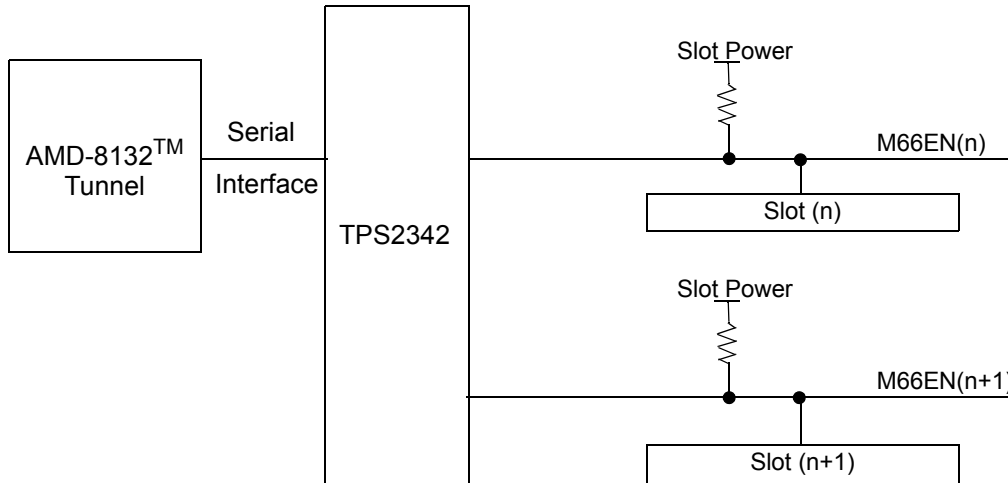 Slot Power
M66EN(n)
Serial
AMD-8132TM
Tunnel
Interface
Slot (n)
TPS2342
Slot Power
M66EN(n+1)
Slot (n+1)